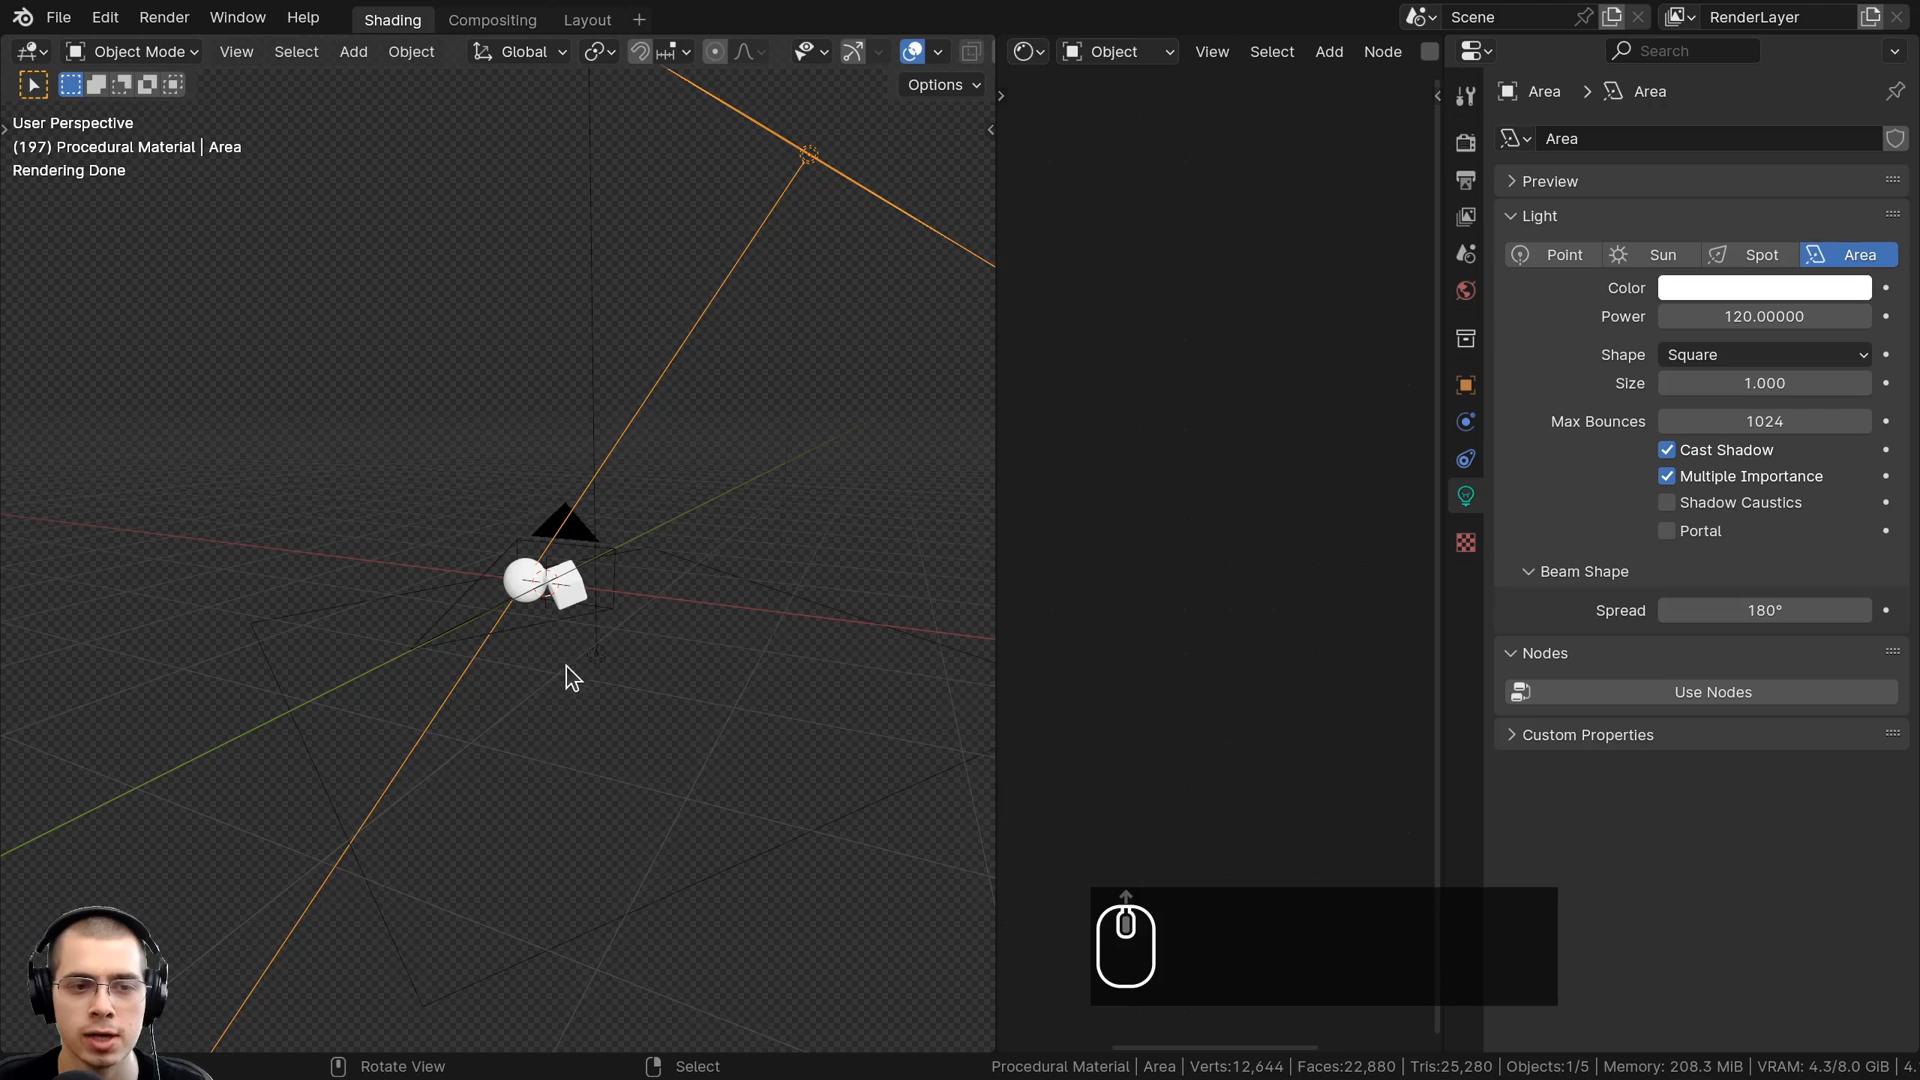 File Edit Render Window Help Shading Compositing Layout + Scene RenderLayer
Object Mode View Select Add Object Global Object View Select Add Node Search
Options
User Perspective
(197) Procedural Material | Area
Rendering Done
Area > Area
Area
Preview
Light
Point Sun Spot Area
Color
Power 120.00000
Shape Square
Size 1.000
Max Bounces 1024
Cast Shadow
Multiple Importance
Shadow Caustics
Portal
Beam Shape
Spread 180°
Nodes
Use Nodes
Custom Properties
Rotate View Select Procedural Material | Area | Verts:12,644 | Faces:22,880 | Tris:25,280 | Objects:1/5 | Memory: 208.3 MiB | VRAM: 4.3/8.0 GiB | 4.